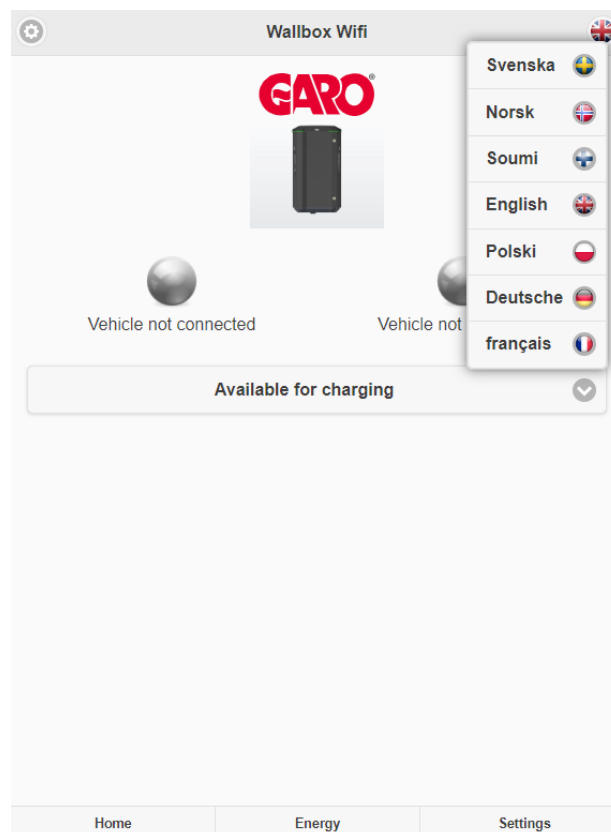 Wallbox Wifi
GARO®
Svenska
Norsk
Soumi
English
Polski
Deutsche
français
Vehicle not connected
Vehicle not
Available for charging
Home
Energy
Settings